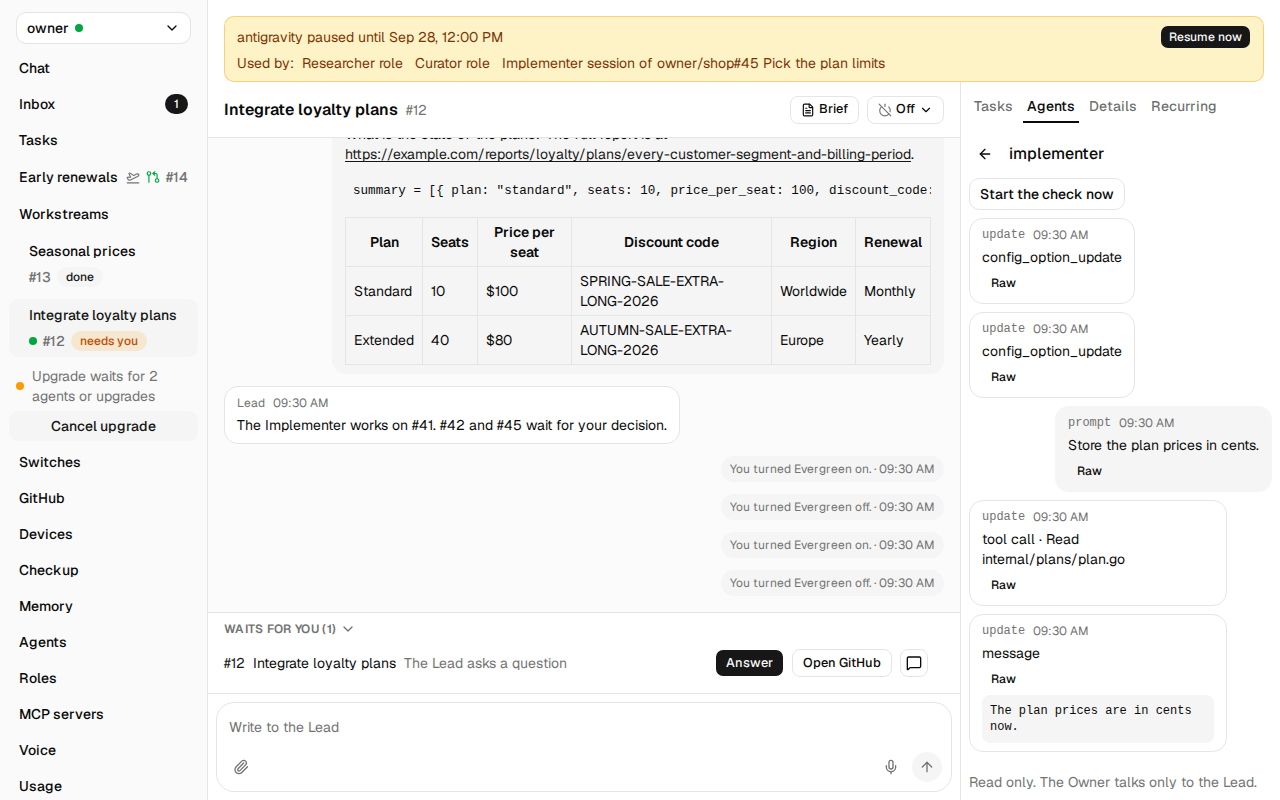 owner
Chat
Inbox 1
Tasks
Early renewals #14
Workstreams
Seasonal prices
#13 done
Integrate loyalty plans
#12 needs you
Upgrade waits for 2
agents or upgrades
Cancel upgrade
Switches
GitHub
Devices
Checkup
Memory
Agents
Roles
MCP servers
Voice
Usage
antigravity paused until Sep 28, 12:00 PM
Resume now
Used by: Researcher role Curator role Implementer session of owner/shop#45 Pick the plan limits
Integrate loyalty plans #12
Brief
Off
https://example.com/reports/loyalty/plans/every-customer-segment-and-billing-period.
summary = [{ plan: "standard", seats: 10, price_per_seat: 100, discount_code:
Plan Seats Price per seat Discount code Region Renewal
Standard 10 $100 SPRING-SALE-EXTRA-LONG-2026 Worldwide Monthly
Extended 40 $80 AUTUMN-SALE-EXTRA-LONG-2026 Europe Yearly
Lead 09:30 AM
The Implementer works on #41. #42 and #45 wait for your decision.
You turned Evergreen on. · 09:30 AM
You turned Evergreen off. · 09:30 AM
You turned Evergreen on. · 09:30 AM
You turned Evergreen off. · 09:30 AM
WAITS FOR YOU (1)
#12 Integrate loyalty plans The Lead asks a question
Answer
Open GitHub
Write to the Lead
Tasks Agents Details Recurring
implementer
Start the check now
update 09:30 AM
config_option_update
Raw
update 09:30 AM
config_option_update
Raw
prompt 09:30 AM
Store the plan prices in cents.
Raw
update 09:30 AM
tool call · Read
internal/plans/plan.go
Raw
update 09:30 AM
message
Raw
The plan prices are in cents
now.
Read only. The Owner talks only to the Lead.